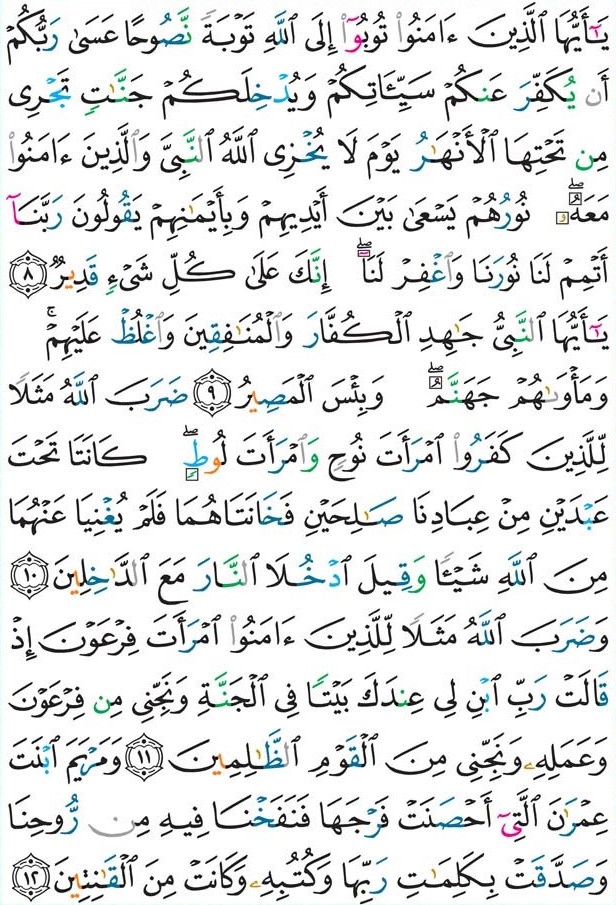 يَـٰٓأَيُّهَا ٱلَّذِينَ ءَامَنُوا۟ تُوبُوٓا۟ إِلَى ٱللَّهِ تَوْبَةً نَّصُوحًا عَسَىٰ رَبُّكُمْ
أَن يُكَفِّرَ عَنكُمْ سَيِّـَٔاتِكُمْ وَيُدْخِلَكُمْ جَنَّـٰتٍ تَجْرِى
مِن تَحْتِهَا ٱلْأَنْهَـٰرُ يَوْمَ لَا يُخْزِى ٱللَّهُ ٱلنَّبِىَّ وَٱلَّذِينَ ءَامَنُوا۟
مَعَهُۥۖ نُورُهُمْ يَسْعَىٰ بَيْنَ أَيْدِيهِمْ وَبِأَيْمَـٰنِهِمْ يَقُولُونَ رَبَّنَآ
أَتْمِمْ لَنَا نُورَنَا وَٱغْفِرْ لَنَآۖ إِنَّكَ عَلَىٰ كُلِّ شَىْءٍ قَدِيرٌ ٨
يَـٰٓأَيُّهَا ٱلنَّبِىُّ جَـٰهِدِ ٱلْكُفَّارَ وَٱلْمُنَـٰفِقِينَ وَٱغْلُظْ عَلَيْهِمْۚ
وَمَأْوَىٰهُمْ جَهَنَّمُۖ وَبِئْسَ ٱلْمَصِيرُ ٩ ضَرَبَ ٱللَّهُ مَثَلًا
لِّلَّذِينَ كَفَرُوا۟ ٱمْرَأَتَ نُوحٍ وَٱمْرَأَتَ لُوطٍۖ كَانَتَا تَحْتَ
عَبْدَيْنِ مِنْ عِبَادِنَا صَـٰلِحَيْنِ فَخَانَتَاهُمَا فَلَمْ يُغْنِيَا عَنْهُمَا
مِنَ ٱللَّهِ شَيْـًٔا وَقِيلَ ٱدْخُلَا ٱلنَّارَ مَعَ ٱلدَّٰخِلِينَ ١٠
وَضَرَبَ ٱللَّهُ مَثَلًا لِّلَّذِينَ ءَامَنُوا۟ ٱمْرَأَتَ فِرْعَوْنَ إِذْ
قَالَتْ رَبِّ ٱبْنِ لِى عِندَكَ بَيْتًا فِى ٱلْجَنَّةِ وَنَجِّنِى مِن فِرْعَوْنَ
وَعَمَلِهِۦ وَنَجِّنِى مِنَ ٱلْقَوْمِ ٱلظَّـٰلِمِينَ ١١ وَمَرْيَمَ ٱبْنَتَ
عِمْرَٰنَ ٱلَّتِىٓ أَحْصَنَتْ فَرْجَهَا فَنَفَخْنَا فِيهِ مِن رُّوحِنَا
وَصَدَّقَتْ بِكَلِمَـٰتِ رَبِّهَا وَكُتُبِهِۦ وَكَانَتْ مِنَ ٱلْقَـٰنِتِينَ ١٢